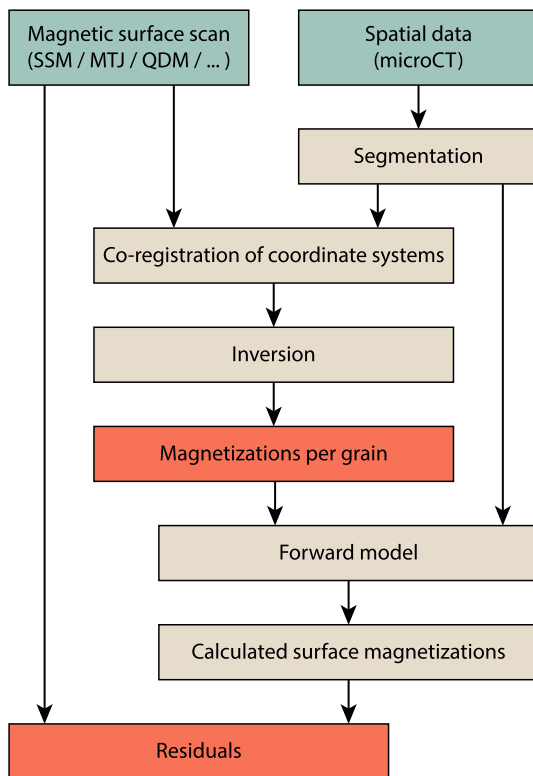 Magnetic surface scan
(SSM / MTJ / QDM / ... )
Spatial data
(microCT)
Segmentation
Co-registration of coordinate systems
Inversion
Magnetizations per grain
Forward model
Calculated surface magnetizations
Residuals